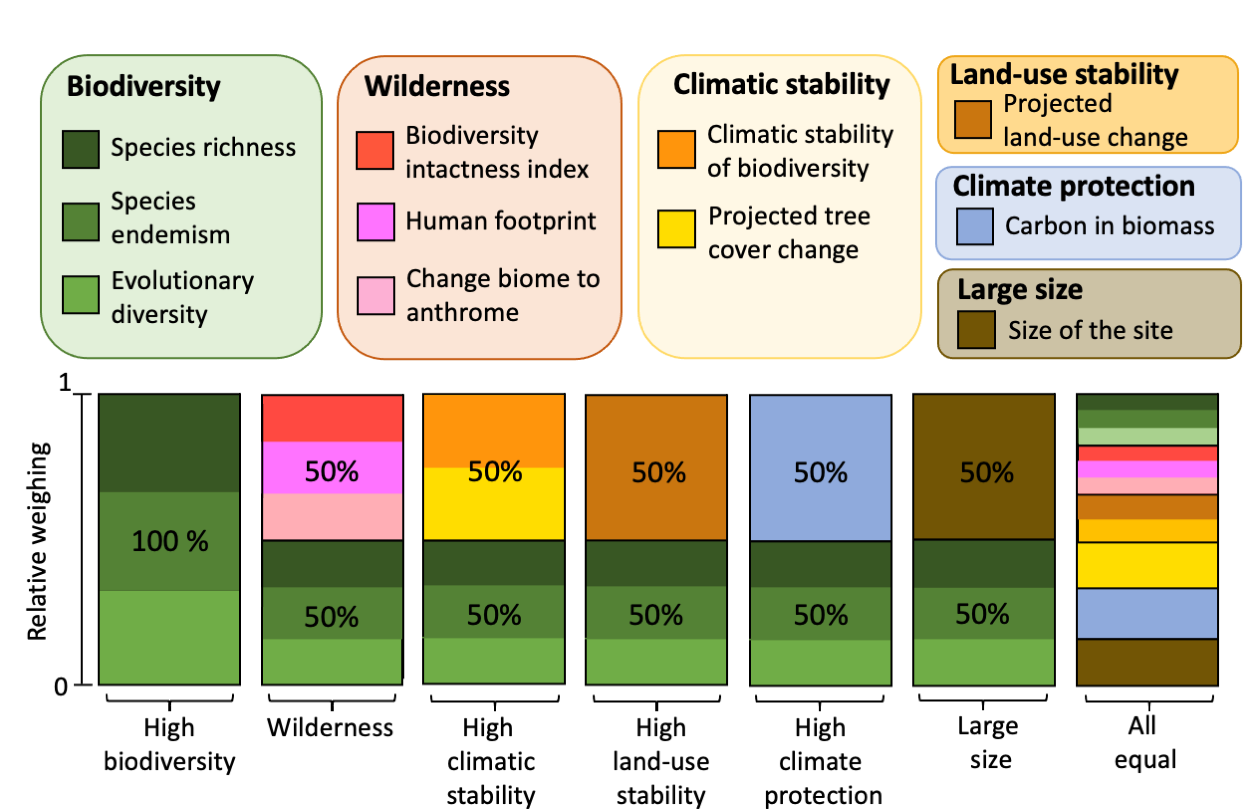 Biodiversity
Species richness
Species
endemism
Evolutionary
diversity
Wilderness
Biodiversity
intactness index
Human footprint
Change biome to
anthrome
Climatic stability
Climatic stability
of biodiversity
Projected tree
cover change
Land-use stability
Projected
land-use change
Climate protection
Carbon in biomass
Large size
Size of the site
Relative weighing
1
0
100 %
50%
50%
50%
50%
50%
50%
50%
50%
50%
50%
High
biodiversity
Wilderness
High
climatic
stability
High
land-use
stability
High
climate
protection
Large
size
All
equal